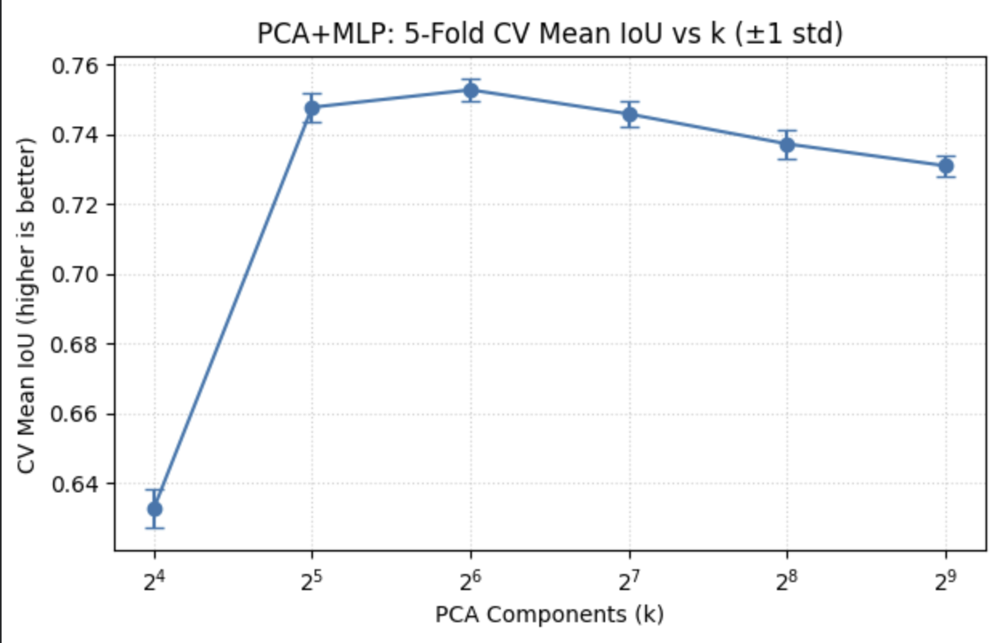 PCA+MLP: 5-Fold CV Mean IoU vs k (±1 std)
CV Mean IoU (higher is better)
0.76
0.74
0.72
0.70
0.68
0.66
0.64
2⁴ 2⁵ 2⁶ 2⁷ 2⁸ 2⁹
PCA Components (k)